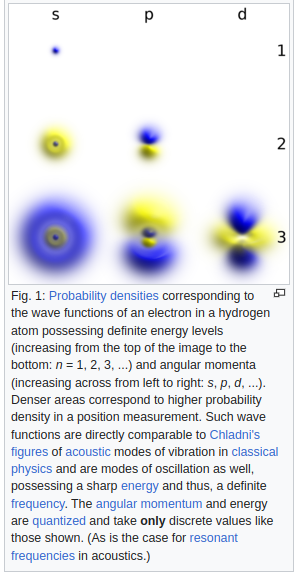 s p d
1
2
3
Fig. 1: Probability densities corresponding to
the wave functions of an electron in a hydrogen
atom possessing definite energy levels
(increasing from the top of the image to the
bottom: n = 1, 2, 3, ...) and angular momenta
(increasing across from left to right: s, p, d, ...).
Denser areas correspond to higher probability
density in a position measurement. Such wave
functions are directly comparable to Chladni's
figures of acoustic modes of vibration in classical
physics and are modes of oscillation as well,
possessing a sharp energy and thus, a definite
frequency. The angular momentum and energy
are quantized and take only discrete values like
those shown. (As is the case for resonant
frequencies in acoustics.)